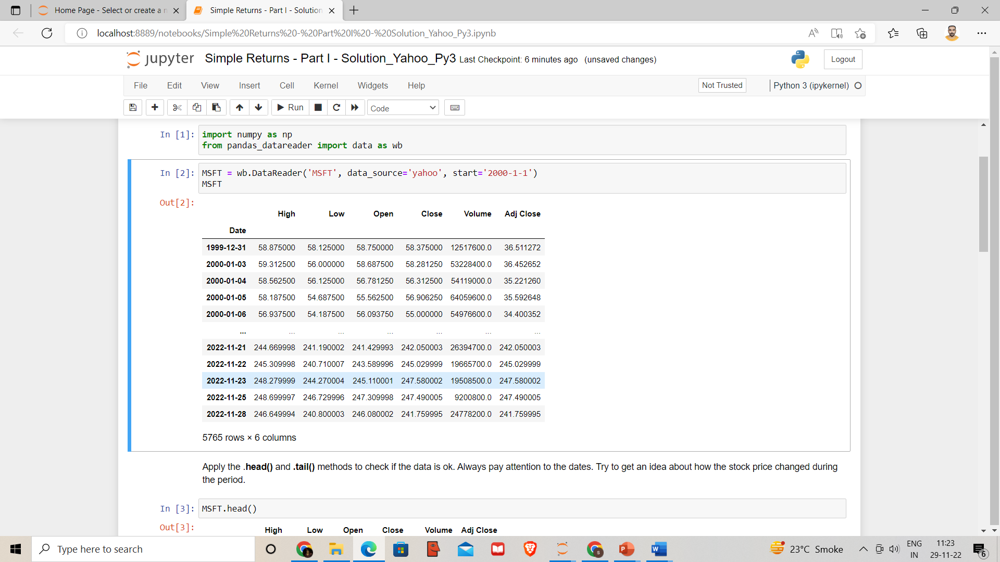 Home Page - Select or create a n
Simple Returns - Part I - Solution
localhost:8889/notebooks/Simple%20Returns%20-%20Part%20I%20-%20Solution_Yahoo_Py3.ipynb
jupyter Simple Returns - Part I - Solution_Yahoo_Py3 Last Checkpoint: 6 minutes ago (unsaved changes)
Logout
File Edit View Insert Cell Kernel Widgets Help
Not Trusted
Python 3 (ipykernel)
Run
Code
In [1]: import numpy as np
from pandas_datareader import data as wb
In [2]: MSFT = wb.DataReader('MSFT', data_source='yahoo', start='2000-1-1')
MSFT
Out[2]:
High Low Open Close Volume Adj Close
Date
1999-12-31 58.875000 58.125000 58.750000 58.375000 12517600.0 36.511272
2000-01-03 59.312500 56.000000 58.687500 58.281250 53228400.0 36.452652
2000-01-04 58.562500 56.125000 56.781250 56.312500 54119000.0 35.221260
2000-01-05 58.187500 54.687500 55.562500 56.906250 64059600.0 35.592648
2000-01-06 56.937500 54.187500 56.093750 55.000000 54976600.0 34.400352
... ... ... ... ... ... ...
2022-11-21 244.669998 241.190002 241.429993 242.050003 26394700.0 242.050003
2022-11-22 245.309998 240.710007 243.589996 245.029999 19665700.0 245.029999
2022-11-23 248.279999 244.270004 245.110001 247.580002 19508500.0 247.580002
2022-11-25 248.699997 246.729996 247.309998 247.490005 9200800.0 247.490005
2022-11-28 246.649994 240.800003 246.080002 241.759995 24778200.0 241.759995
5765 rows × 6 columns
Apply the .head() and .tail() methods to check if the data is ok. Always pay attention to the dates. Try to get an idea about how the stock price changed during
the period.
In [3]: MSFT.head()
Out[3]:
High Low Open Close Volume Adj Close
Type here to search
23°C Smoke
ENG
IN
11:23
29-11-22
6